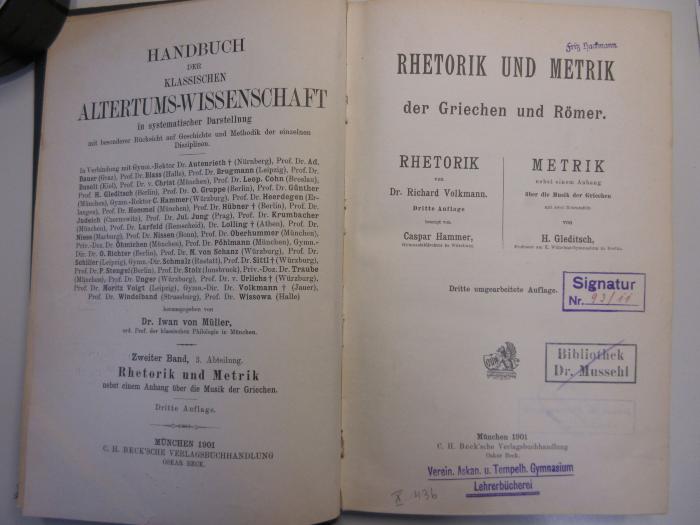 HANDBUCH
DER
KLASSISCHEN
ALTERTUMS-WISSENSCHAFT
in systematischer Darstellung
mit besonderer Rücksicht auf Geschichte und Methodik der einzelnen
Disziplinen.
In Verbindung mit Gymn.-Rektor Dr. Autenrieth † (Nürnberg), Prof. Dr. Ad.
Bauer (Graz), Prof. Dr. Blass (Halle), Prof. Dr. Brugmann (Leipzig), Prof. Dr.
Busolt (Kiel), Prof. Dr. v. Christ (München), Prof. Dr. Leop. Cohn (Breslau),
Prof. H. Gleditsch (Berlin), Prof. Dr. O. Gruppe (Berlin), Prof. Dr. Günther
(München), Gymn.-Rektor C. Hammer (Würzburg), Prof. Dr. Heerdegen (Er-
langen), Prof. Dr. Hommel (München), Prof. Dr. Hübner † (Berlin), Prof. Dr.
Judeich (Czernowitz), Prof. Dr. Jul. Jung (Prag), Prof. Dr. Krumbacher
(München), Prof. Dr. Larfeld (Remscheid), Dr. Lolling † (Athen), Prof. Dr.
Niese (Marburg), Prof. Dr. Nissen (Bonn), Prof. Dr. Oberhummer (München),
Priv.-Doz. Dr. Öhmichen (München), Prof. Dr. Pöhlmann (München), Gymn.-
Dir. Dr. O. Richter (Berlin), Prof. Dr. M. von Schanz (Würzburg), Prof. Dr.
Schiller (Leipzig), Gymn.-Dir. Schmalz (Rastatt), Prof. Dr. Sittl † (Würzburg),
Prof. Dr. P. Stengel (Berlin), Prof. Dr. Stolz (Innsbruck), Priv.-Doz. Dr. Traube
(München), Prof. Dr. Unger (Würzburg), Prof. Dr. v. Urlichs † (Würzburg),
Prof. Dr. Moritz Voigt (Leipzig), Gymn.-Dir. Dr. Volkmann † (Jauer),
Prof. Dr. Windelband (Strassburg), Prof. Dr. Wissowa (Halle)
herausgegeben von
Dr. Iwan von Müller,
ord. Prof. der klassischen Philologie in München.
Zweiter Band, 3. Abteilung.
Rhetorik und Metrik
nebst einem Anhang über die Musik der Griechen.
Dritte Auflage.
MÜNCHEN 1901
C. H. BECK'SCHE VERLAGSBUCHHANDLUNG
OSKAR BECK.
Fritz Hackmann
RHETORIK UND METRIK
der Griechen und Römer.
RHETORIK
von
Dr. Richard Volkmann.
Dritte Auflage
besorgt von
Caspar Hammer,
Gymnasialdirektor in Würzburg.
METRIK
nebst einem Anhang
über die Musik der Griechen
von
H. Gleditsch,
Professor am K. Wilhelms-Gymnasium in Berlin.
Dritte umgearbeitete Auflage.
Signatur
Nr. 93/11
Bibliothek
Dr. Mussehl
München 1901
C. H. Beck'sche Verlagsbuchhandlung
Oskar Beck.
Verein. Askan. u. Tempelh. Gymnasium
Lehrerbücherei
X 43b